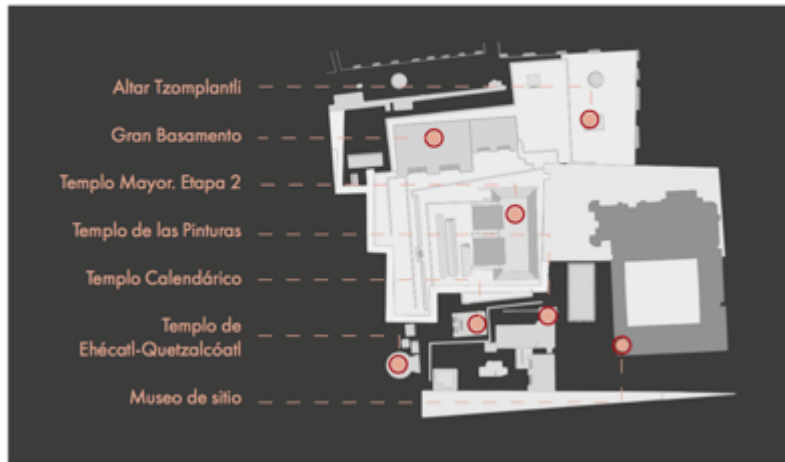 Altar Tzomplantli
Gran Basamento
Templo Mayor. Etapa 2
Templo de las Pinturas
Templo Calendárico
Templo de
Ehécatl-Quetzalcóatl
Museo de sitio